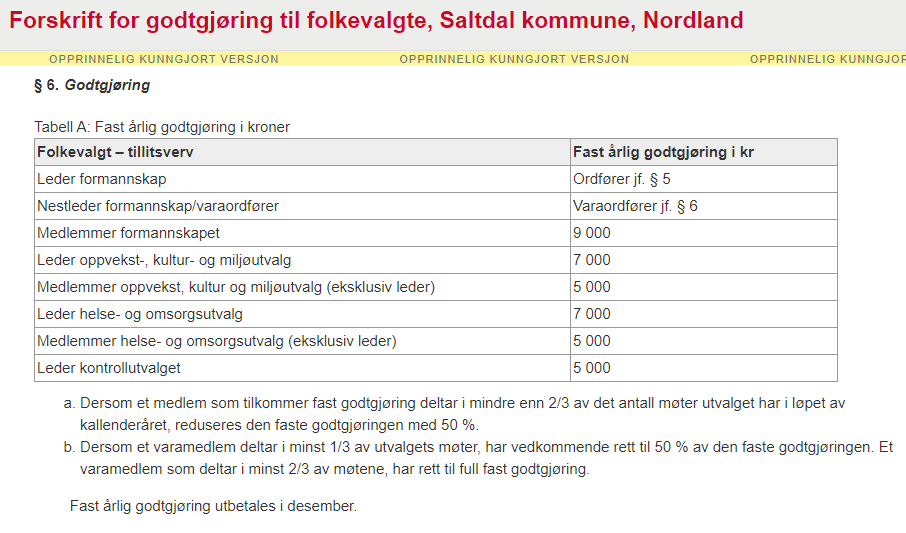 Forskrift for godtgjøring til folkevalgte, Saltdal kommune, Nordland
OPPRINNELIG KUNNGJORT VERSJON OPPRINNELIG KUNNGJORT VERSJON OPPRINNELIG KUNNGJOR
§ 6. Godtgjøring
Tabell A: Fast årlig godtgjøring i kroner
Folkevalgt – tillitsverv Fast årlig godtgjøring i kr
Leder formannskap Ordfører jf. § 5
Nestleder formannskap/varaordfører Varaordfører jf. § 6
Medlemmer formannskapet 9 000
Leder oppvekst-, kultur- og miljøutvalg 7 000
Medlemmer oppvekst, kultur og miljøutvalg (eksklusiv leder) 5 000
Leder helse- og omsorgsutvalg 7 000
Medlemmer helse- og omsorgsutvalg (eksklusiv leder) 5 000
Leder kontrollutvalget 5 000
a. Dersom et medlem som tilkommer fast godtgjøring deltar i mindre enn 2/3 av det antall møter utvalget har i løpet av
kallenderåret, reduseres den faste godtgjøringen med 50 %.
b. Dersom et varamedlem deltar i minst 1/3 av utvalgets møter, har vedkommende rett til 50 % av den faste godtgjøringen. Et
varamedlem som deltar i minst 2/3 av møtene, har rett til full fast godtgjøring.
Fast årlig godtgjøring utbetales i desember.